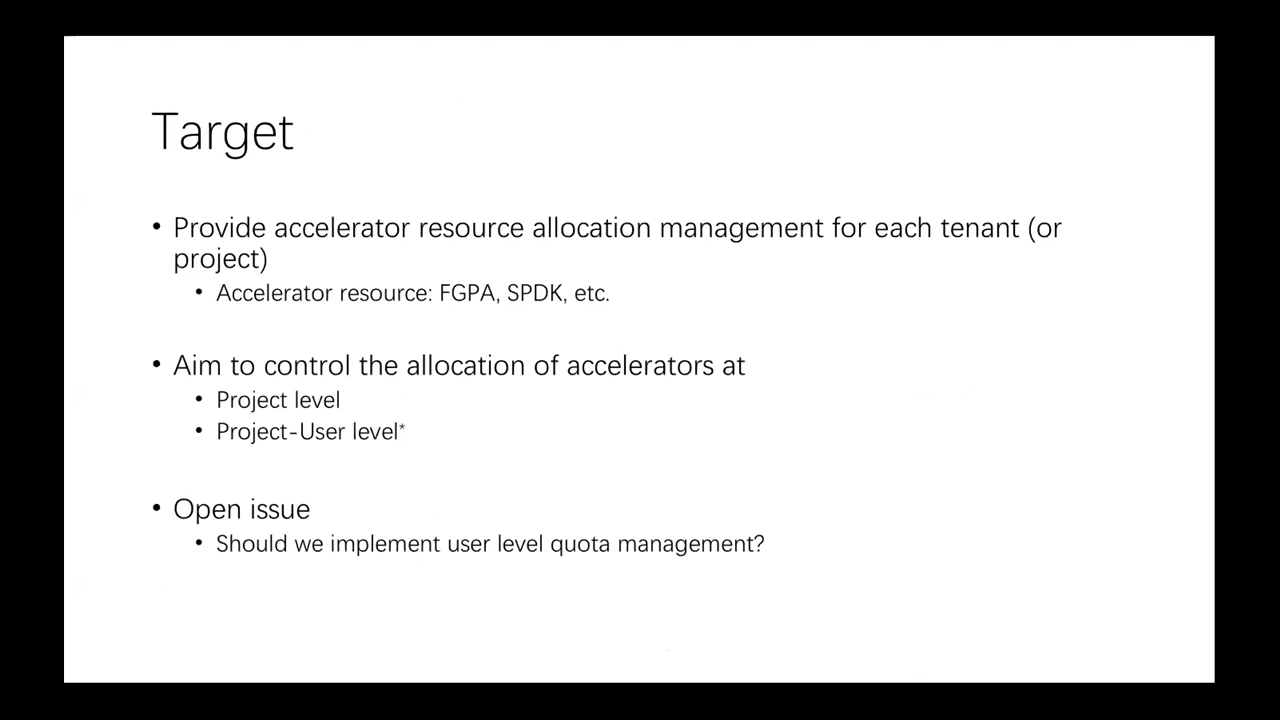 Target
• Provide accelerator resource allocation management for each tenant (or
project)
• Accelerator resource: FGPA, SPDK, etc.
• Aim to control the allocation of accelerators at
• Project level
• Project-User level*
• Open issue
• Should we implement user level quota management?